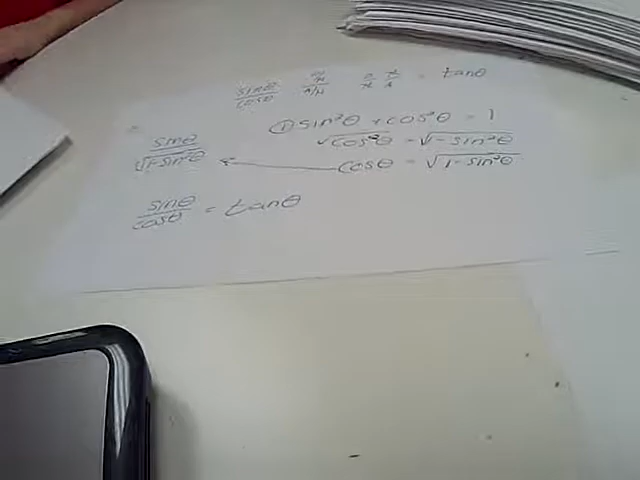 sinθ/cosθ O/H/A/H O/H H/A = tanθ
① sin²θ + cos²θ = 1
√cos²θ = √1-sin²θ
cosθ = √1-sin²θ
sinθ/√1-sin²θ
sinθ/cosθ = tanθ